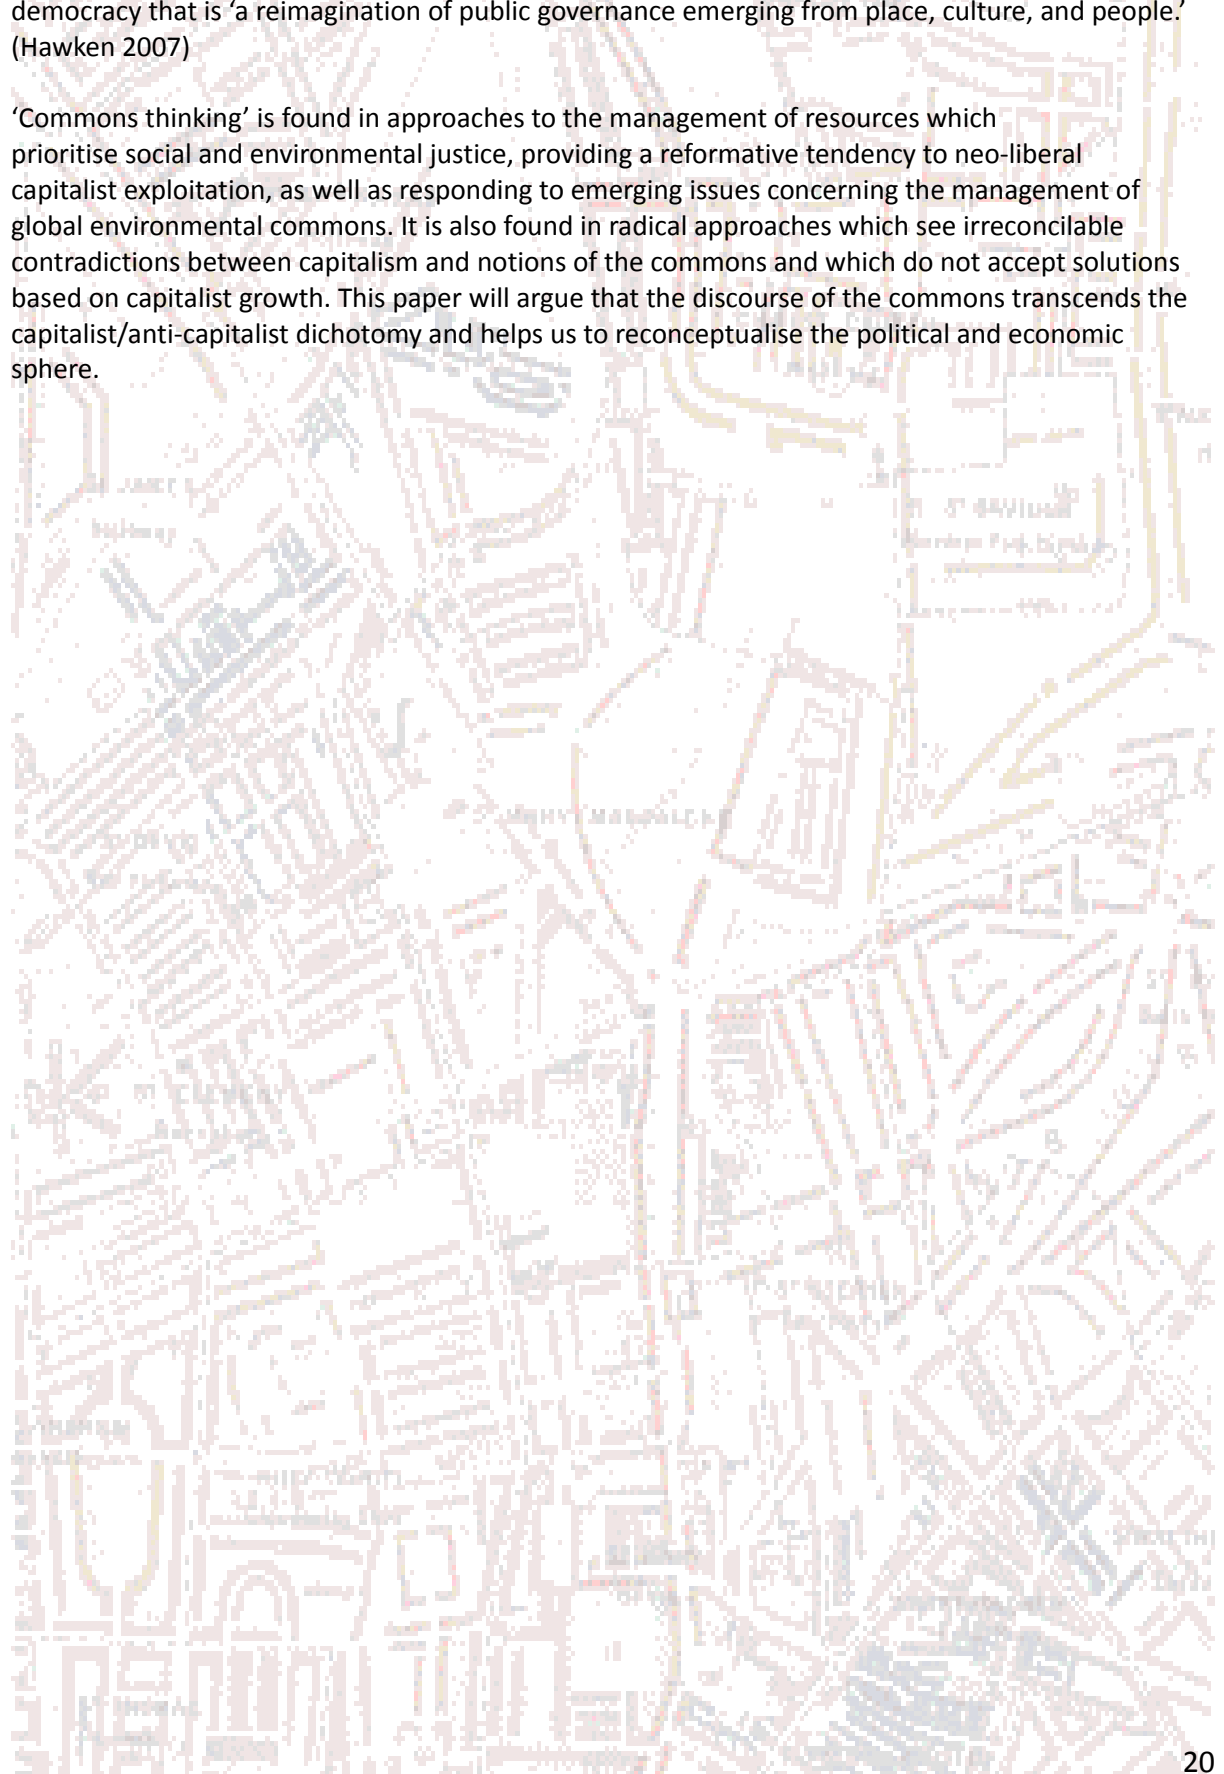 democracy that is ‘a reimagination of public governance emerging from place, culture, and people.’
(Hawken 2007)
‘Commons thinking’ is found in approaches to the management of resources which
prioritise social and environmental justice, providing a reformative tendency to neo-liberal
capitalist exploitation, as well as responding to emerging issues concerning the management of
global environmental commons. It is also found in radical approaches which see irreconcilable
contradictions between capitalism and notions of the commons and which do not accept solutions
based on capitalist growth. This paper will argue that the discourse of the commons transcends the
capitalist/anti-capitalist dichotomy and helps us to reconceptualise the political and economic
sphere.
20